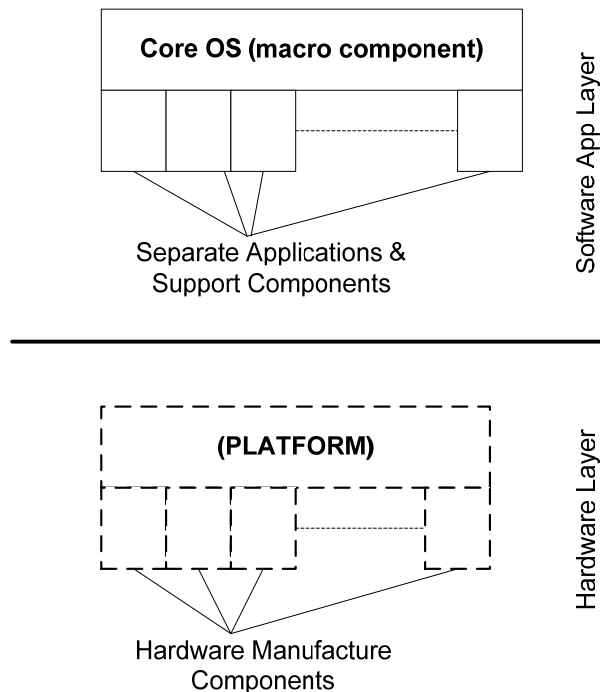 Core OS (macro component)
Software App Layer
Separate Applications &
Support Components
(PLATFORM)
Hardware Layer
Hardware Manufacture
Components